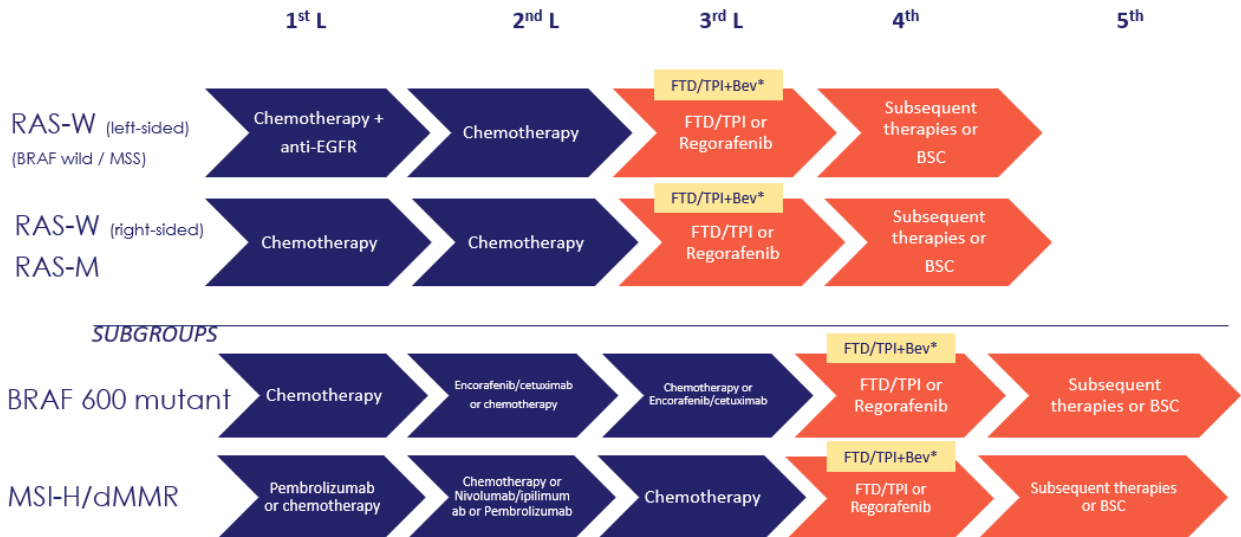 1st L 2nd L 3rd L 4th 5th
RAS-W (left-sided)
(BRAF wild / MSS)
Chemotherapy +
anti-EGFR
Chemotherapy
FTD/TPI+Bev*
FTD/TPI or
Regorafenib
Subsequent
therapies or
BSC
RAS-W (right-sided)
RAS-M
Chemotherapy
Chemotherapy
FTD/TPI+Bev*
FTD/TPI or
Regorafenib
Subsequent
therapies or
BSC
SUBGROUPS
BRAF 600 mutant
Chemotherapy
Encorafenib/cetuximab
or chemotherapy
Chemotherapy or
Encorafenib/cetuximab
FTD/TPI+Bev*
FTD/TPI or
Regorafenib
Subsequent
therapies or BSC
MSI-H/dMMR
Pembrolizumab
or chemotherapy
Chemotherapy or
Nivolumab/ipilimum
ab or Pembrolizumab
Chemotherapy
FTD/TPI+Bev*
FTD/TPI or
Regorafenib
Subsequent therapies
or BSC